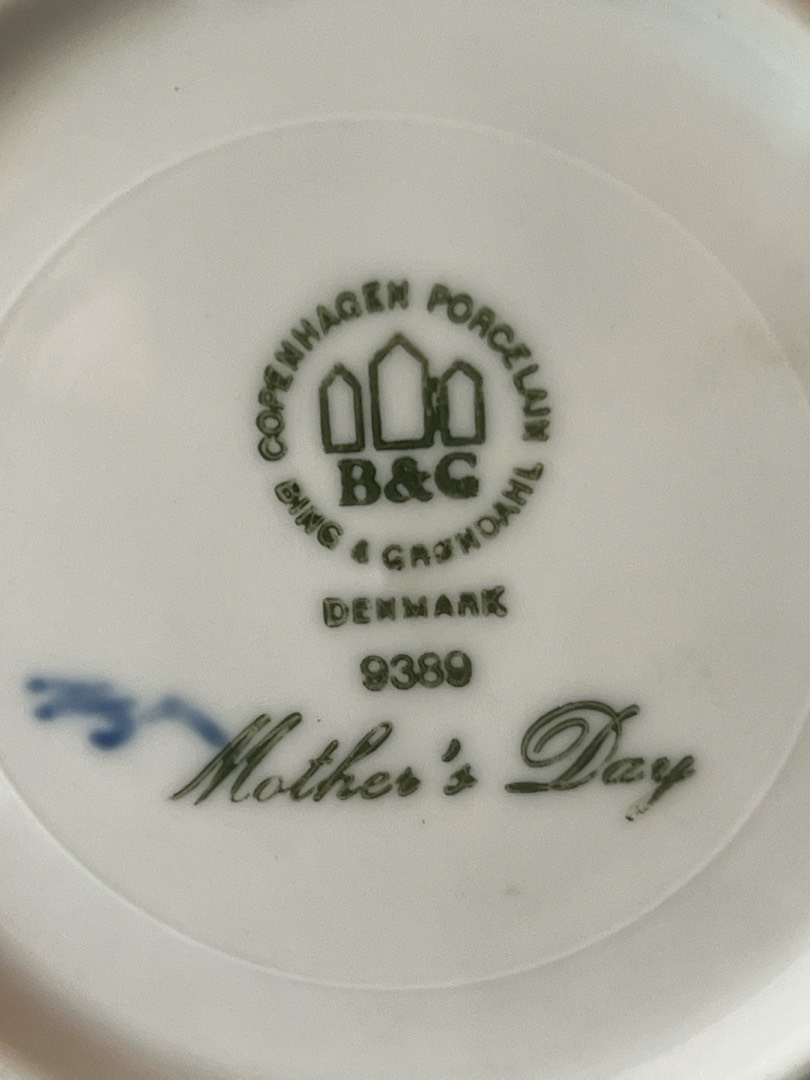 COPENHAGEN PORCELAIN
B&G
BING & GRØNDAHL
DENMARK
9389
Mother's Day